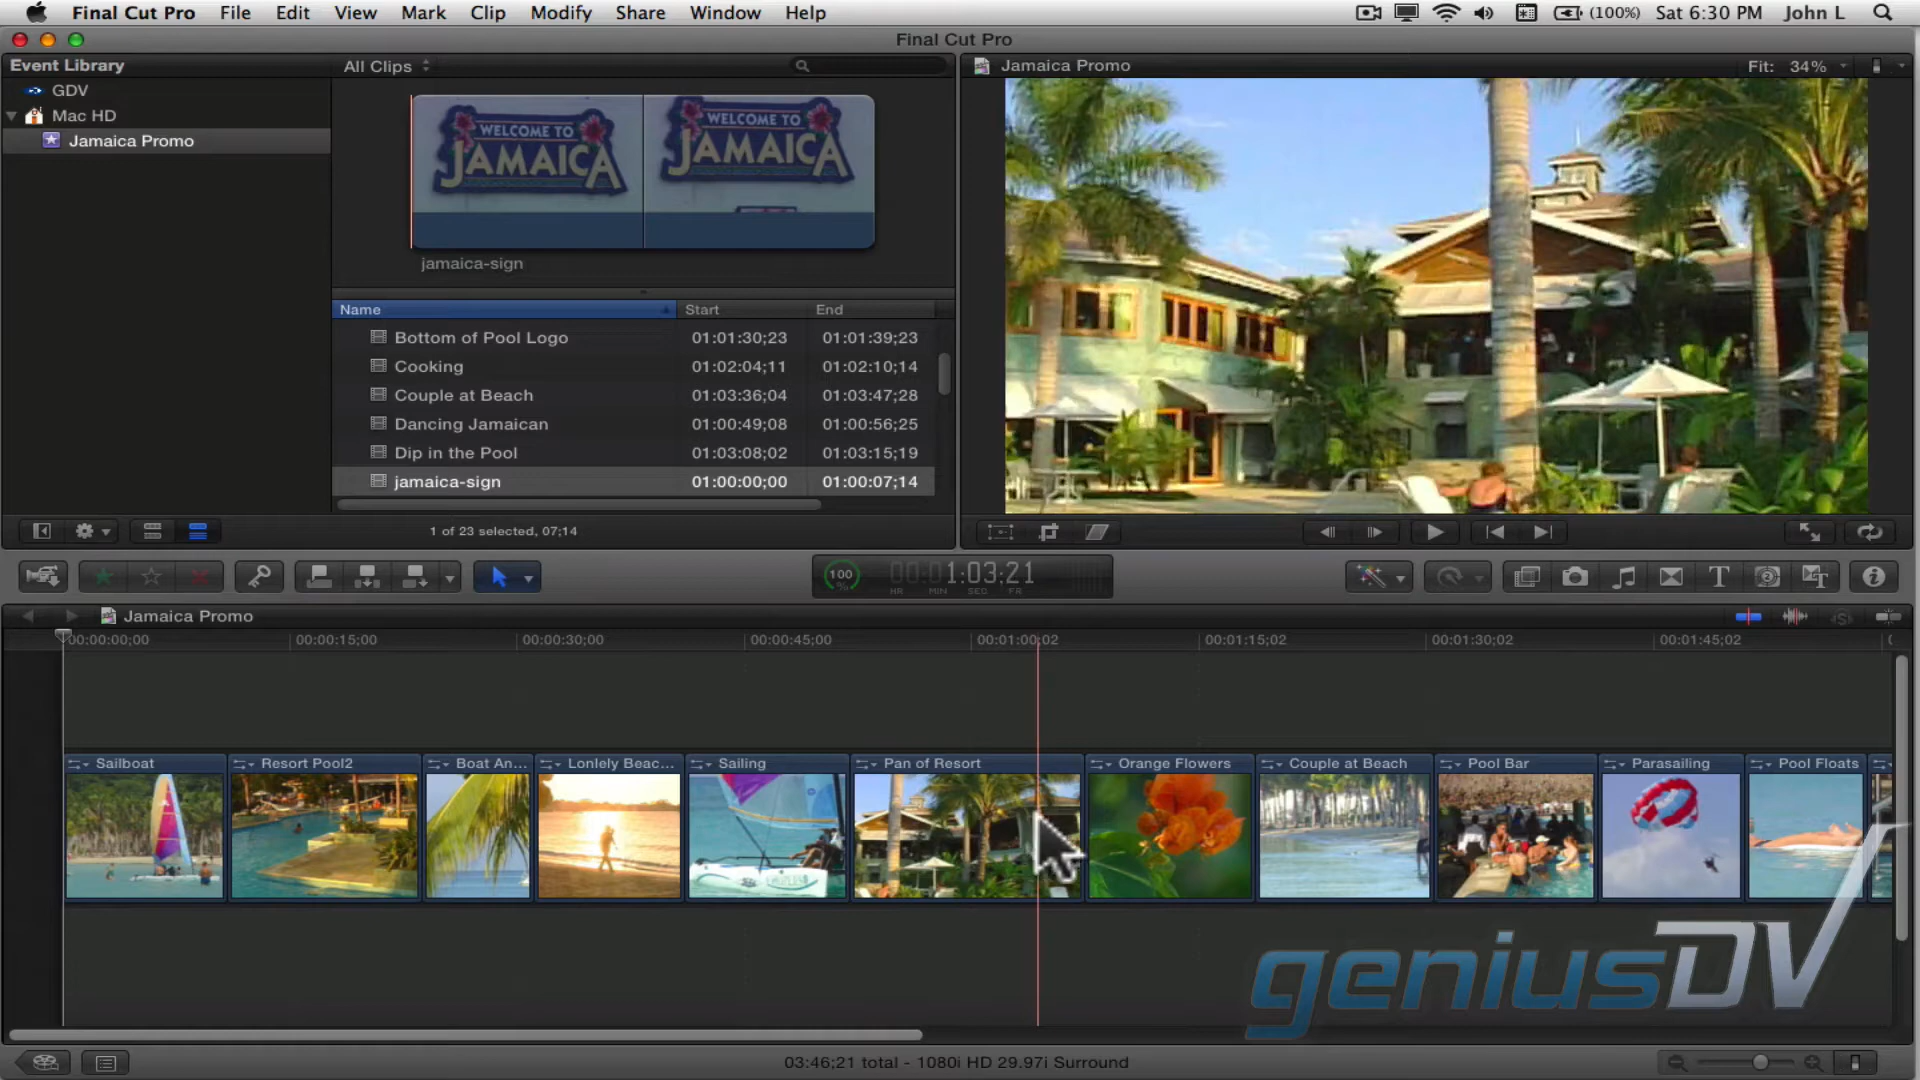 Final Cut Pro File Edit View Mark Clip Modify Share Window Help (100%) Sat 6:30 PM John L
Final Cut Pro
Event Library
GDV
Mac HD
Jamaica Promo
All Clips
WELCOME TO JAMAICA
WELCOME TO JAMAICA
jamaica-sign
Name Start End
Bottom of Pool Logo 01:01:30;23 01:01:39;23
Cooking 01:02:04;11 01:02:10;14
Couple at Beach 01:03:36;04 01:03:47;28
Dancing Jamaican 01:00:49;08 01:00:56;25
Dip in the Pool 01:03:08;02 01:03:15;19
jamaica-sign 01:00:00;00 01:00:07;14
1 of 23 selected, 07;14
Jamaica Promo Fit: 34%
100 % 00:01:03;21
HR MIN SEC FR
Jamaica Promo
00:00:00;00 00:00:15;00 00:00:30;00 00:00:45;00 00:01:00;02 00:01:15;02 00:01:30;02 00:01:45;02
Sailboat Resort Pool2 Boat An... Lonlely Beac... Sailing Pan of Resort Orange Flowers Couple at Beach Pool Bar Parasailing Pool Floats
geniusDV
03:46;21 total - 1080i HD 29.97i Surround